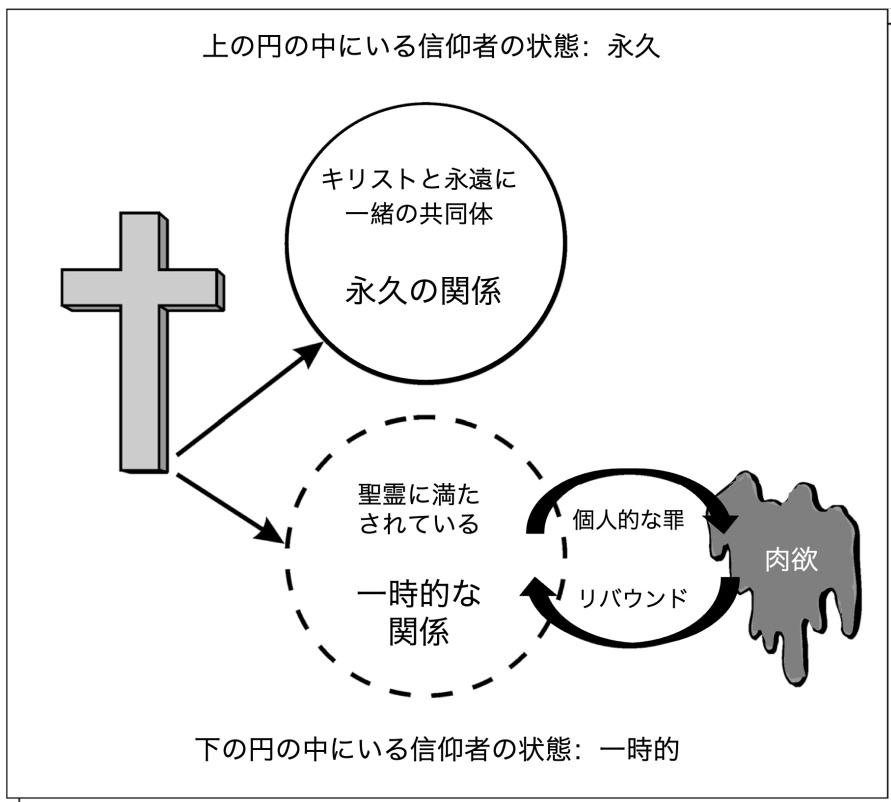 上の円の中にいる信仰者の状態：永久
キリストと永遠に
一緒の共同体
永久の関係
聖霊に満た
されている
一時的な
関係
個人的な罪
リバウンド
肉欲
下の円の中にいる信仰者の状態：一時的